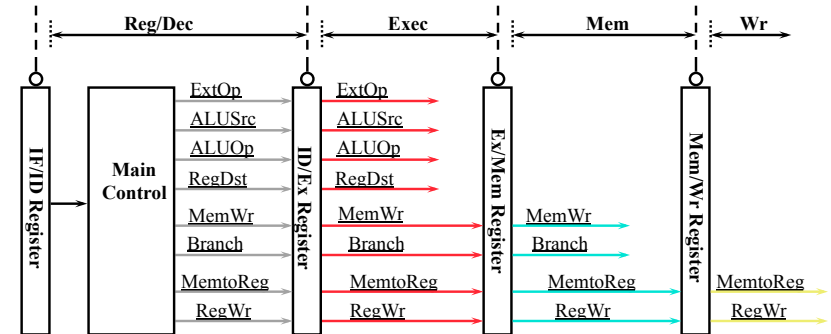 Reg/Dec Exec Mem Wr
IF/ID Register
Main
Control
ExtOp
ALUSrc
ALUOp
RegDst
MemWr
Branch
MemtoReg
RegWr
ID/Ex Register
ExtOp
ALUSrc
ALUOp
RegDst
MemWr
Branch
MemtoReg
RegWr
Ex/Mem Register
MemWr
Branch
MemtoReg
RegWr
Mem/Wr Register
MemtoReg
RegWr